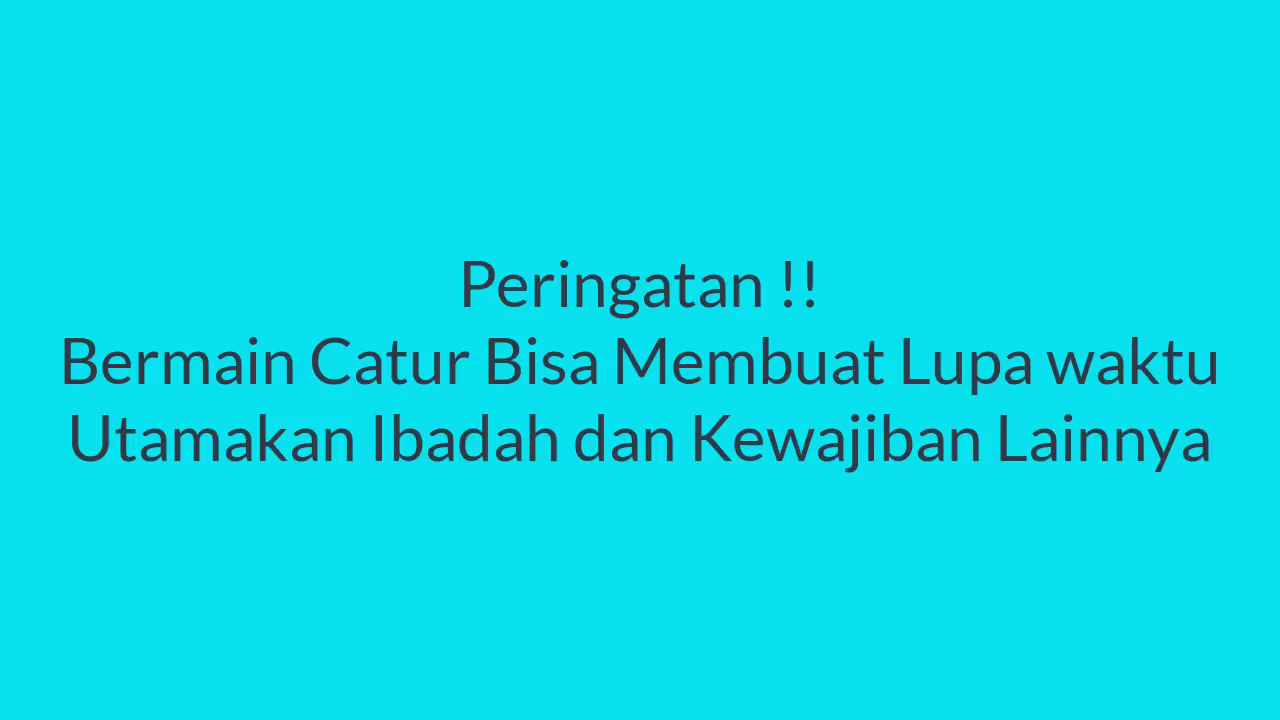 Peringatan !!
Bermain Catur Bisa Membuat Lupa waktu
Utamakan Ibadah dan Kewajiban Lainnya